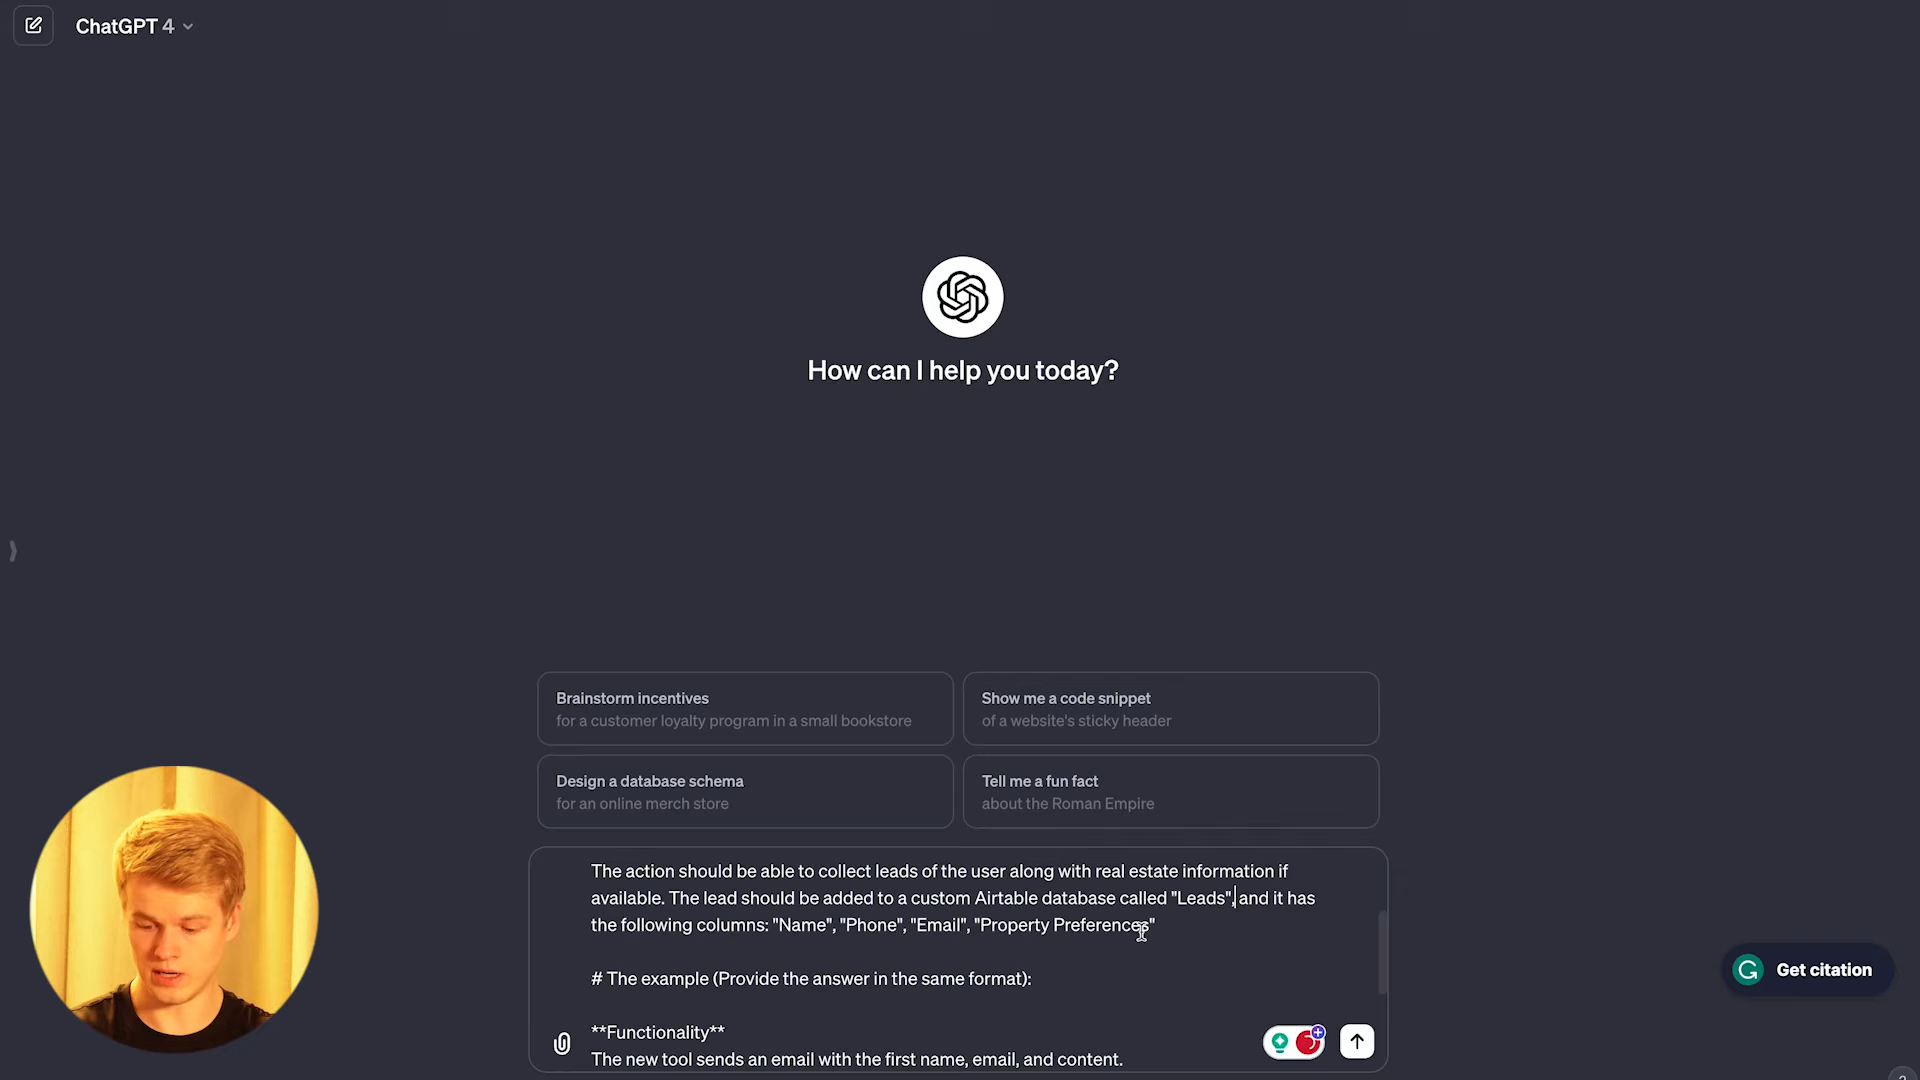 ChatGPT 4
How can I help you today?
Brainstorm incentives
for a customer loyalty program in a small bookstore
Show me a code snippet
of a website's sticky header
Design a database schema
for an online merch store
Tell me a fun fact
about the Roman Empire
The action should be able to collect leads of the user along with real estate information if
available. The lead should be added to a custom Airtable database called "Leads", and it has
the following columns: "Name", "Phone", "Email", "Property Preferences"
# The example (Provide the answer in the same format):
**Functionality**
The new tool sends an email with the first name, email, and content.
Get citation